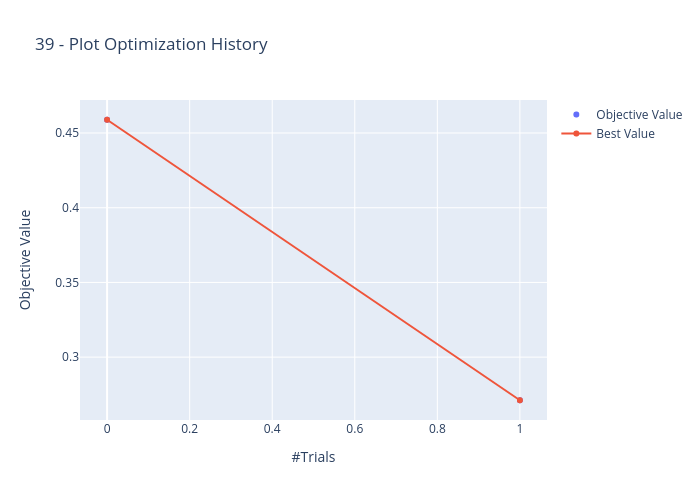 39 - Plot Optimization History
Objective Value
Best Value
0.45
0.4
0.35
0.3
Objective Value
0
0.2
0.4
0.6
0.8
1
#Trials